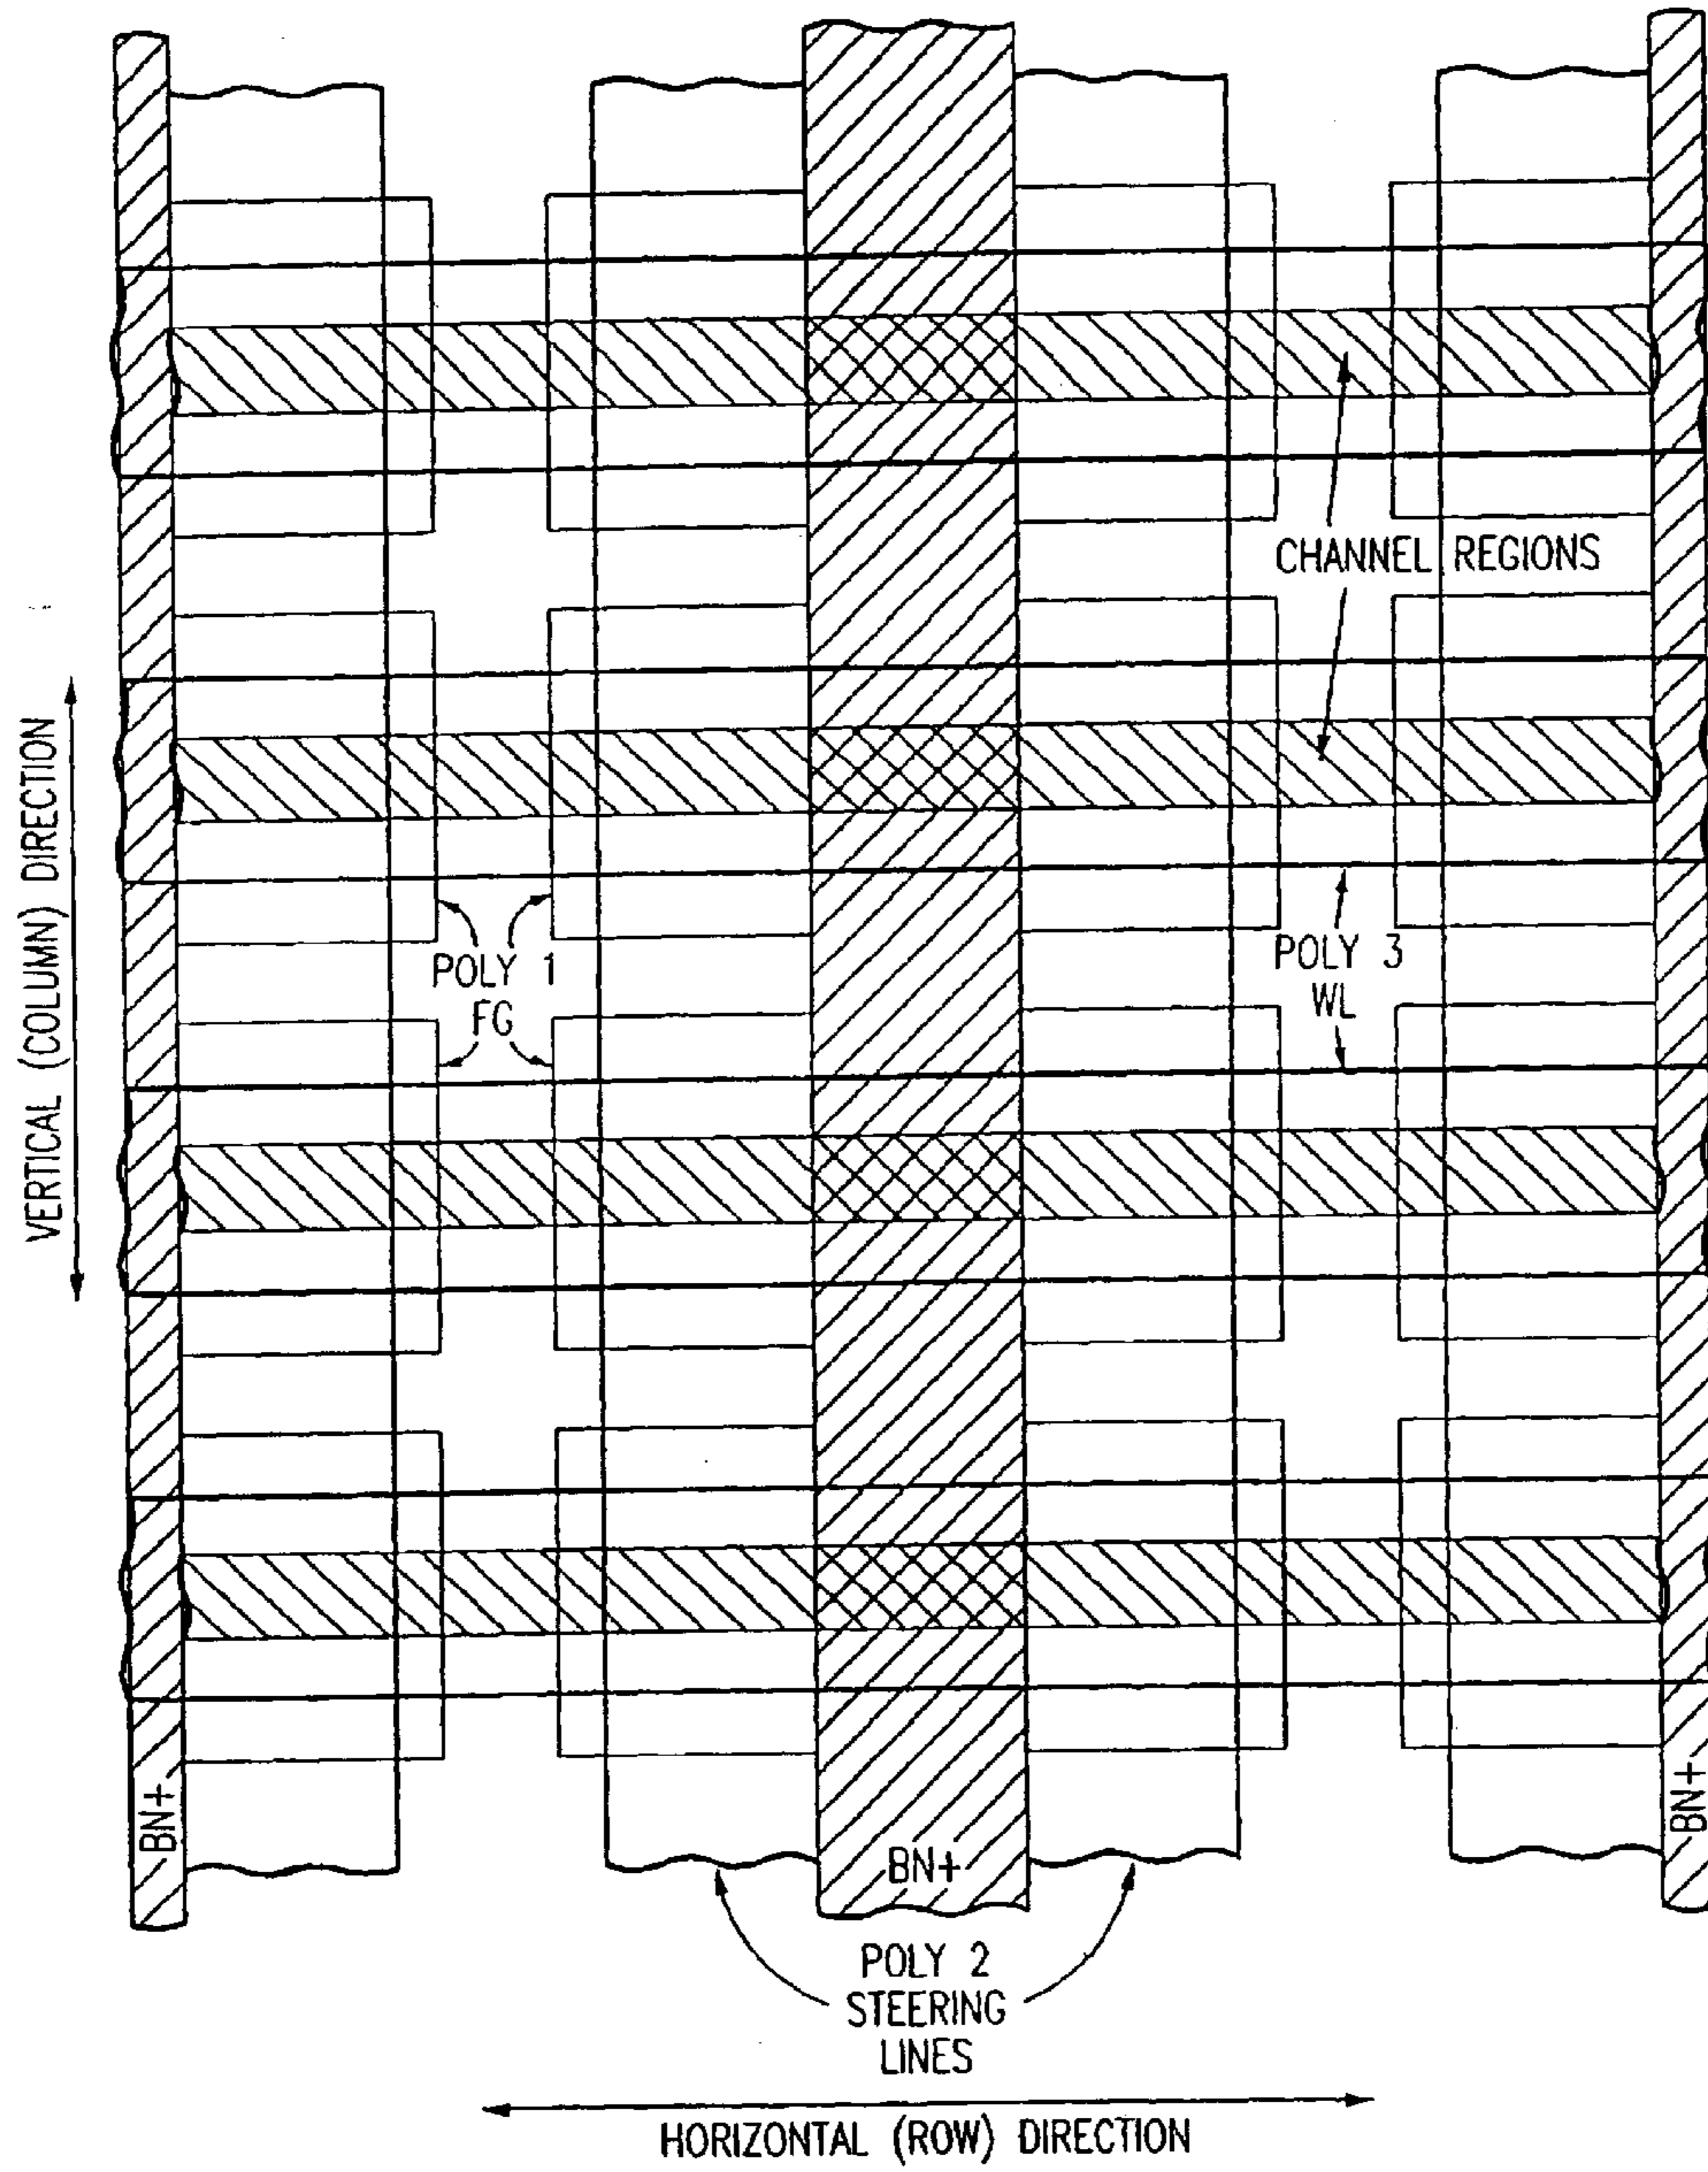 CHANNEL REGIONS
VERTICAL (COLUMN) DIRECTION
POLY 1
FG
POLY 3
WL
BN+
BN+
BN+
POLY 2
STEERING
LINES
HORIZONTAL (ROW) DIRECTION